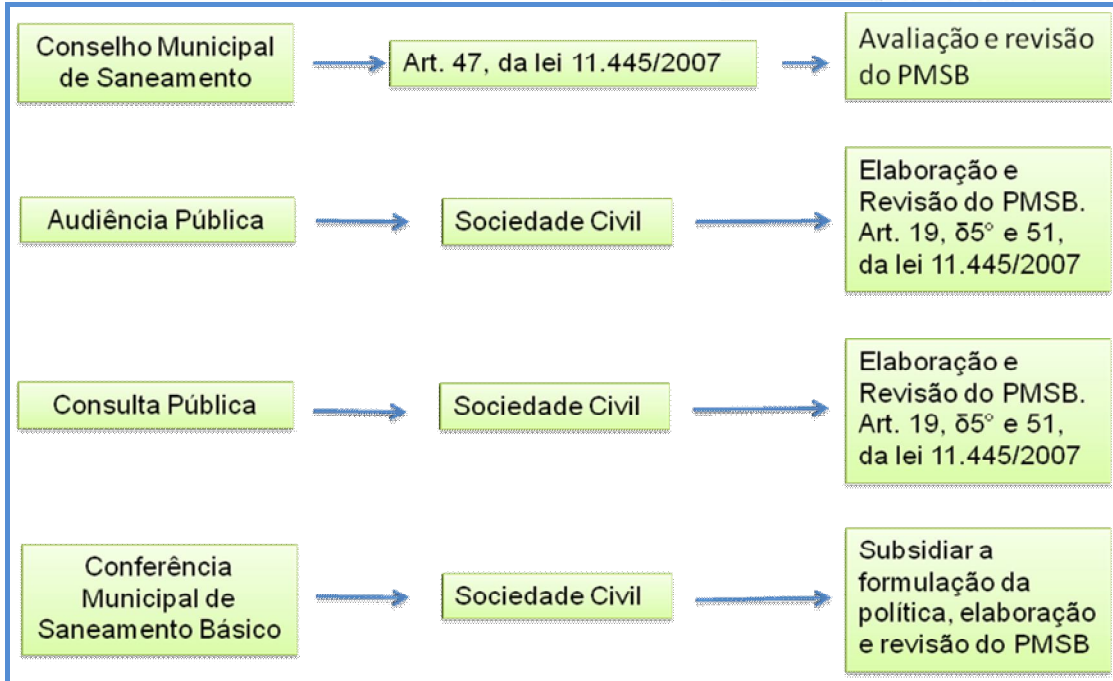 Conselho Municipal
de Saneamento
Art. 47, da lei 11.445/2007
Avaliação e revisão
do PMSB
Audiência Pública
Sociedade Civil
Elaboração e
Revisão do PMSB.
Art. 19, δ5° e 51,
da lei 11.445/2007
Consulta Pública
Sociedade Civil
Elaboração e
Revisão do PMSB.
Art. 19, δ5° e 51,
da lei 11.445/2007
Conferência
Municipal de
Saneamento Básico
Sociedade Civil
Subsidiar a
formulação da
política, elaboração
e revisão do PMSB